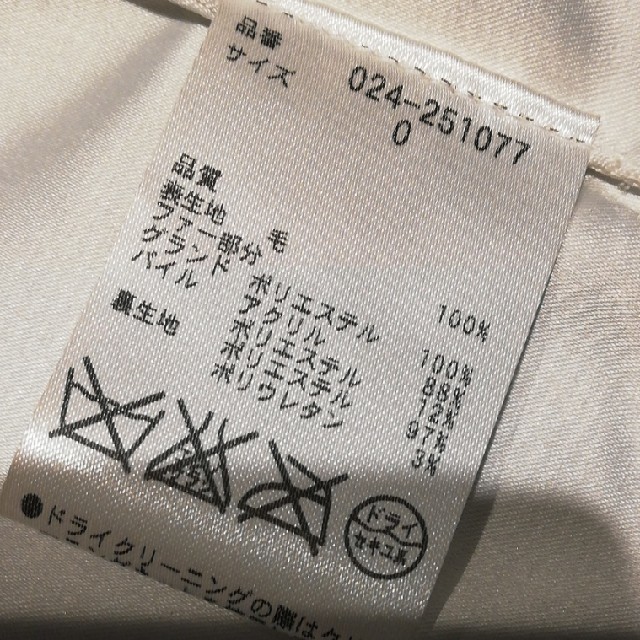 品番 024-251077
サイズ 0
品質
表生地 毛 100%
ファー部分
グランド ポリエステル 100%
パイル アクリル 88%
ポリエステル 12%
裏生地 ポリエステル 97%
ポリウレタン 3%
ドライ
セキユ系
●ドライクリーニングの際は